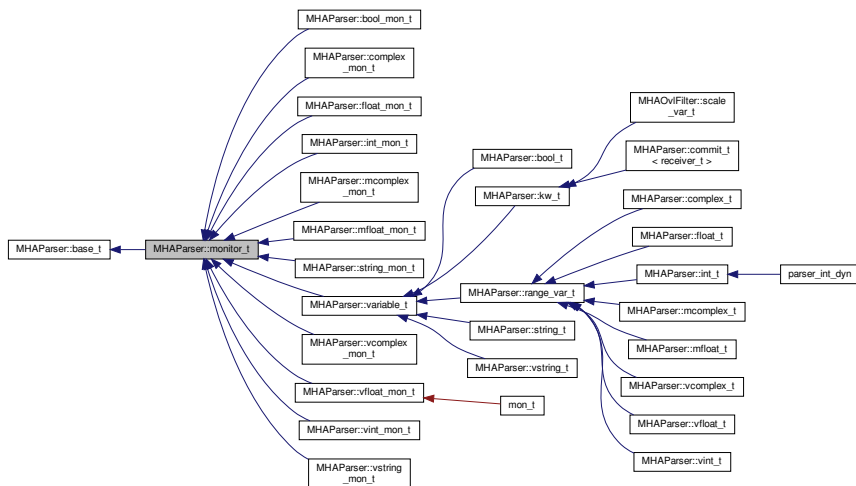 MHAParser::base_t
MHAParser::monitor_t
MHAParser::bool_mon_t
MHAParser::complex
_mon_t
MHAParser::float_mon_t
MHAParser::int_mon_t
MHAParser::mcomplex
_mon_t
MHAParser::mfloat_mon_t
MHAParser::string_mon_t
MHAParser::variable_t
MHAParser::vcomplex
_mon_t
MHAParser::vfloat_mon_t
MHAParser::vint_mon_t
MHAParser::vstring
_mon_t
MHAParser::bool_t
MHAParser::kw_t
MHAParser::range_var_t
MHAParser::string_t
MHAParser::vstring_t
mon_t
MHAOvlFilter::scale
_var_t
MHAParser::commit_t
< receiver_t >
MHAParser::complex_t
MHAParser::float_t
MHAParser::int_t
MHAParser::mcomplex_t
MHAParser::mfloat_t
MHAParser::vcomplex_t
MHAParser::vfloat_t
MHAParser::vint_t
parser_int_dyn